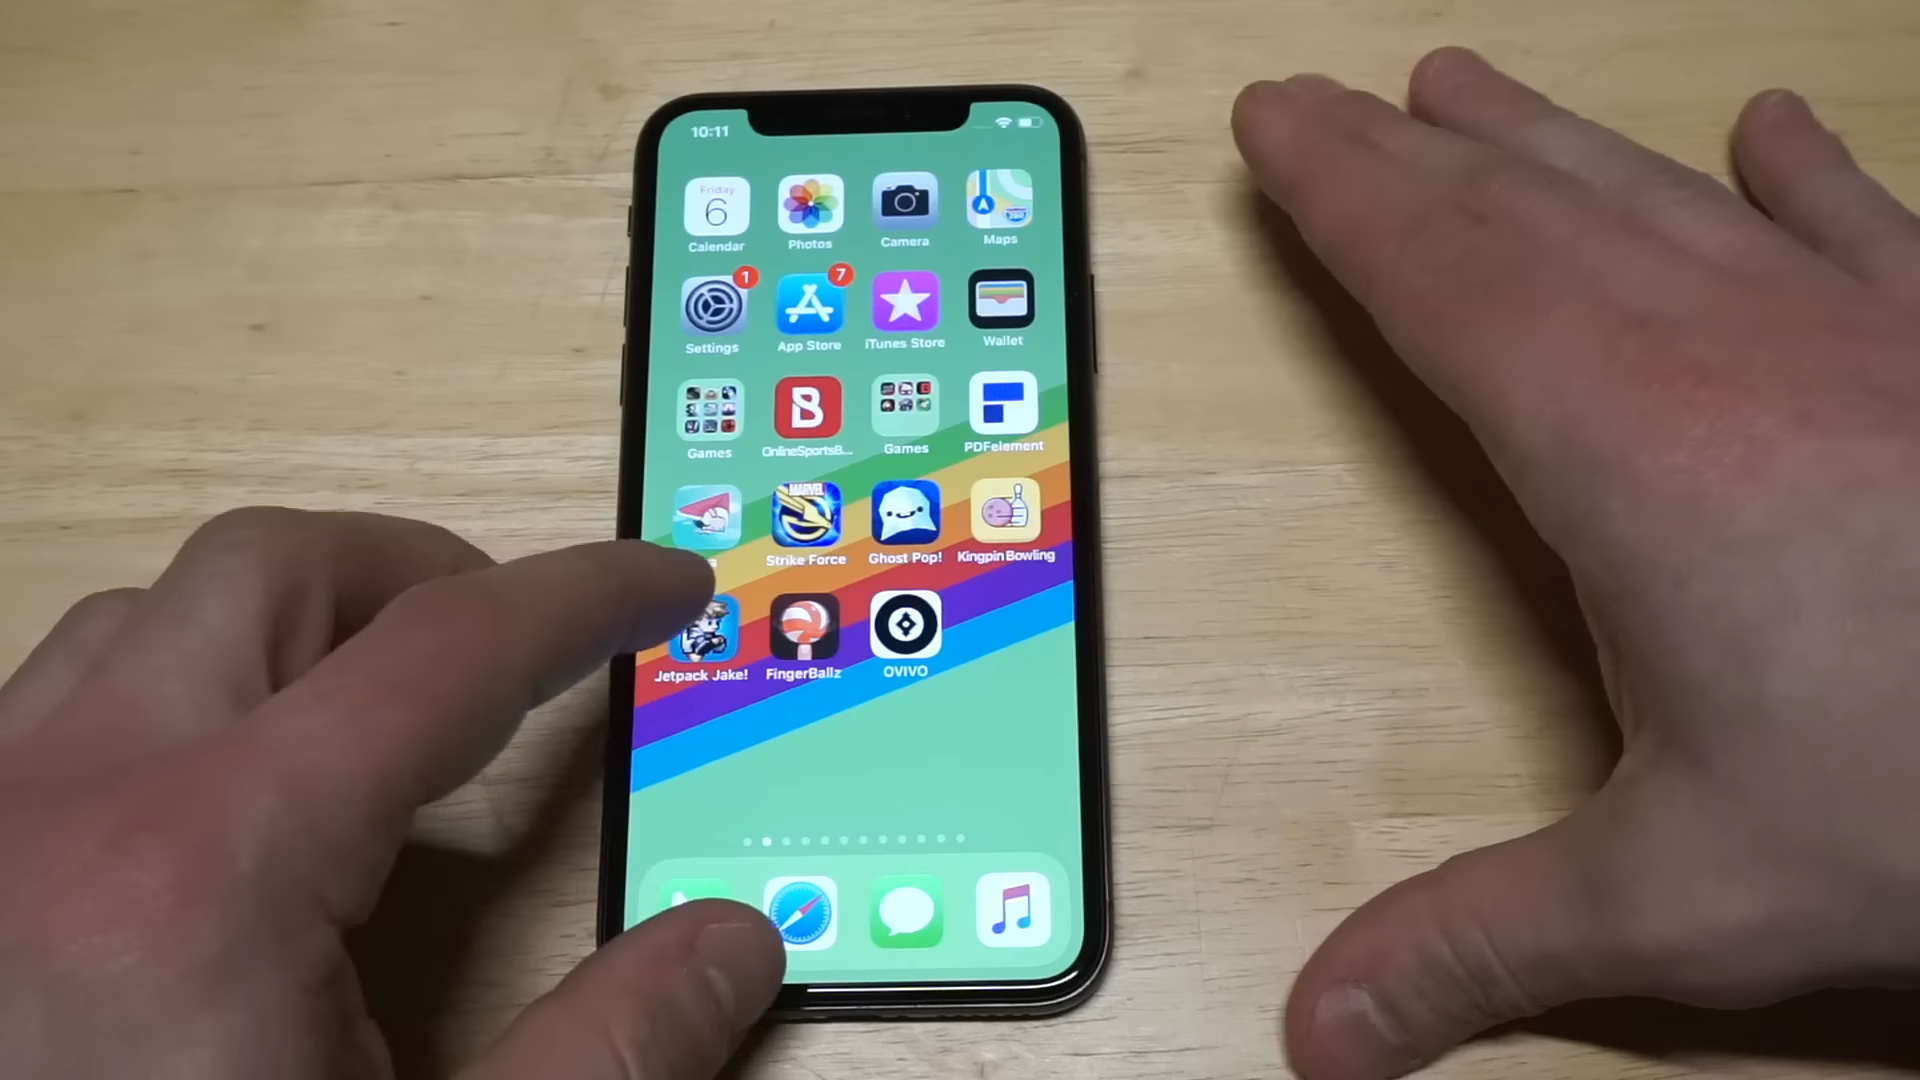 10:11
Friday
6
Calendar
Photos
Camera
Maps
280
1
7
Settings
App Store
iTunes Store
Wallet
B
Games
OnlineSportsB...
Games
PDFelement
MARVEL
Strike Force
Ghost Pop!
Kingpin Bowling
Jetpack Jake!
FingerBallz
OVIVO